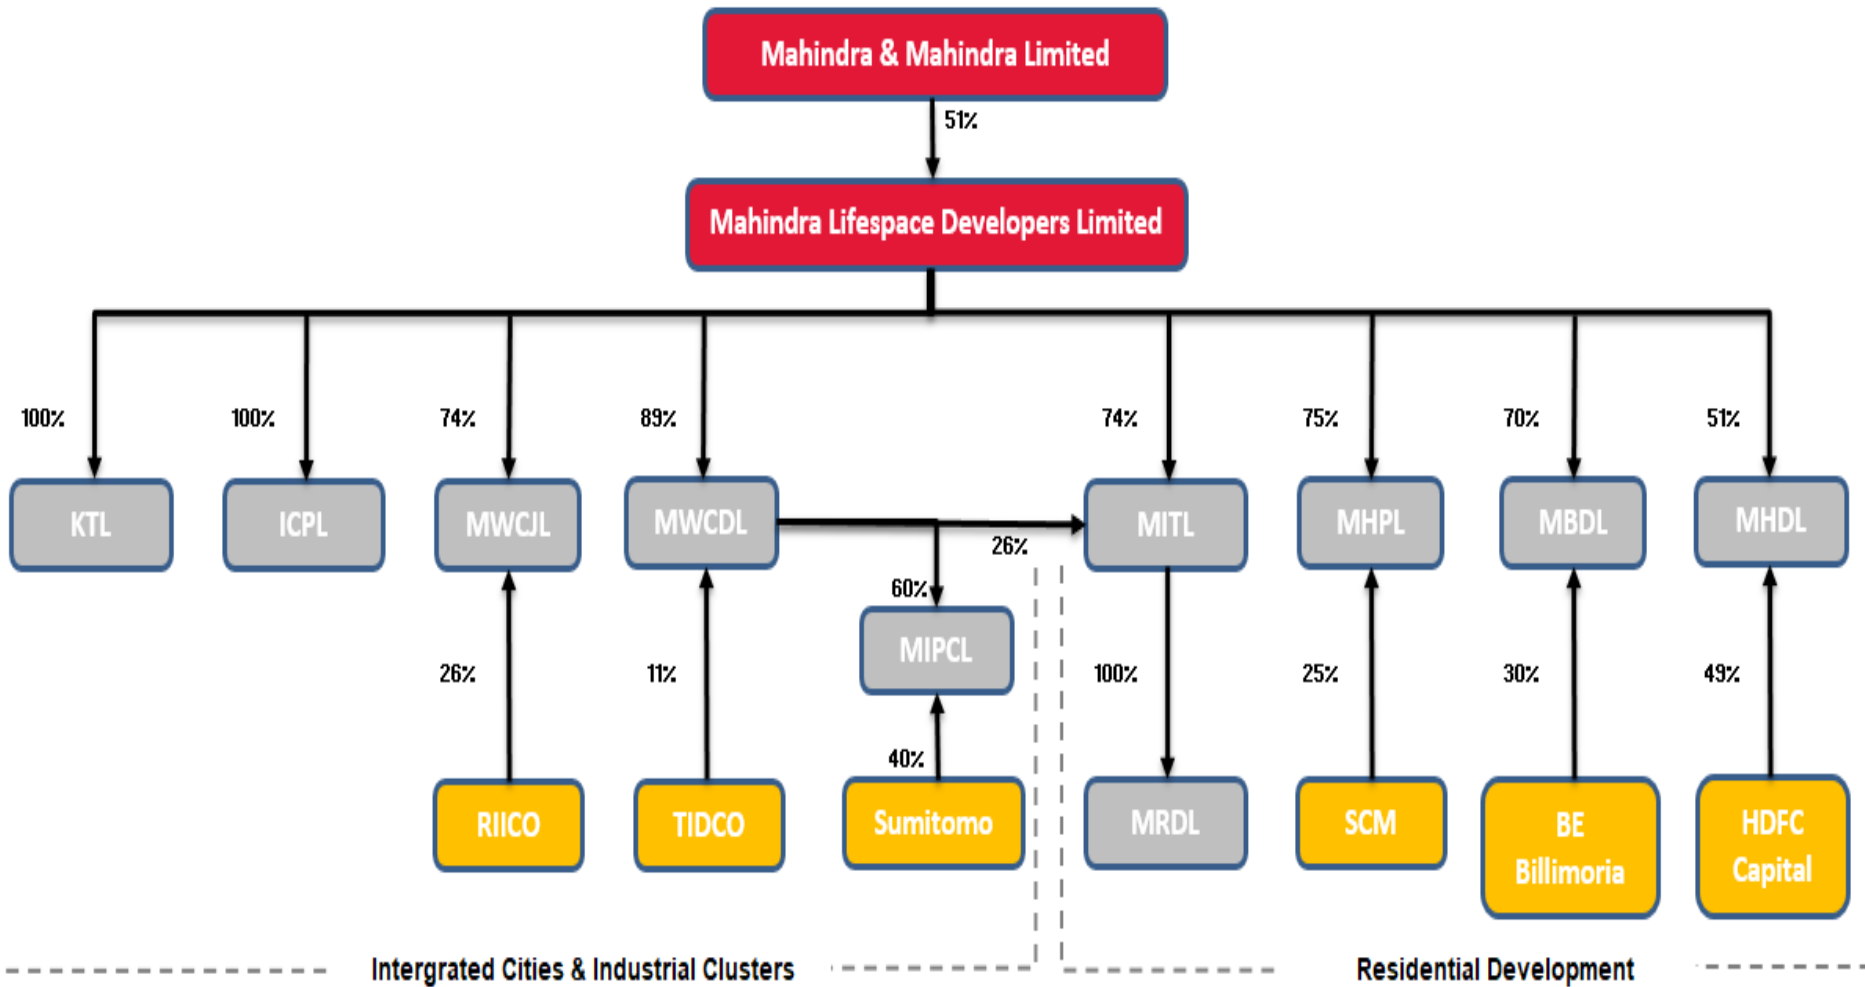 Mahindra & Mahindra Limited
51%
Mahindra Lifespace Developers Limited
100%
100%
74%
89%
74%
75%
70%
51%
KTL
ICPL
MWCJL
MWCDL
MITL
MHPL
MBDL
MHDL
26%
60%
MIPCL
26%
11%
100%
25%
30%
49%
40%
RIICO
TIDCO
Sumitomo
MRDL
SCM
BE
Billimoria
HDFC
Capital
Intergrated Cities & Industrial Clusters
Residential Development